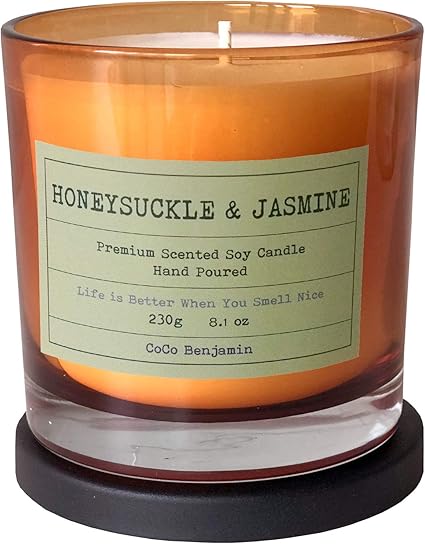 HONEYSUCKLE & JASMINE
Premium Scented Soy Candle
Hand Poured
Life is Better When You Smell Nice
230g 8.1 oz
CoCo Benjamin